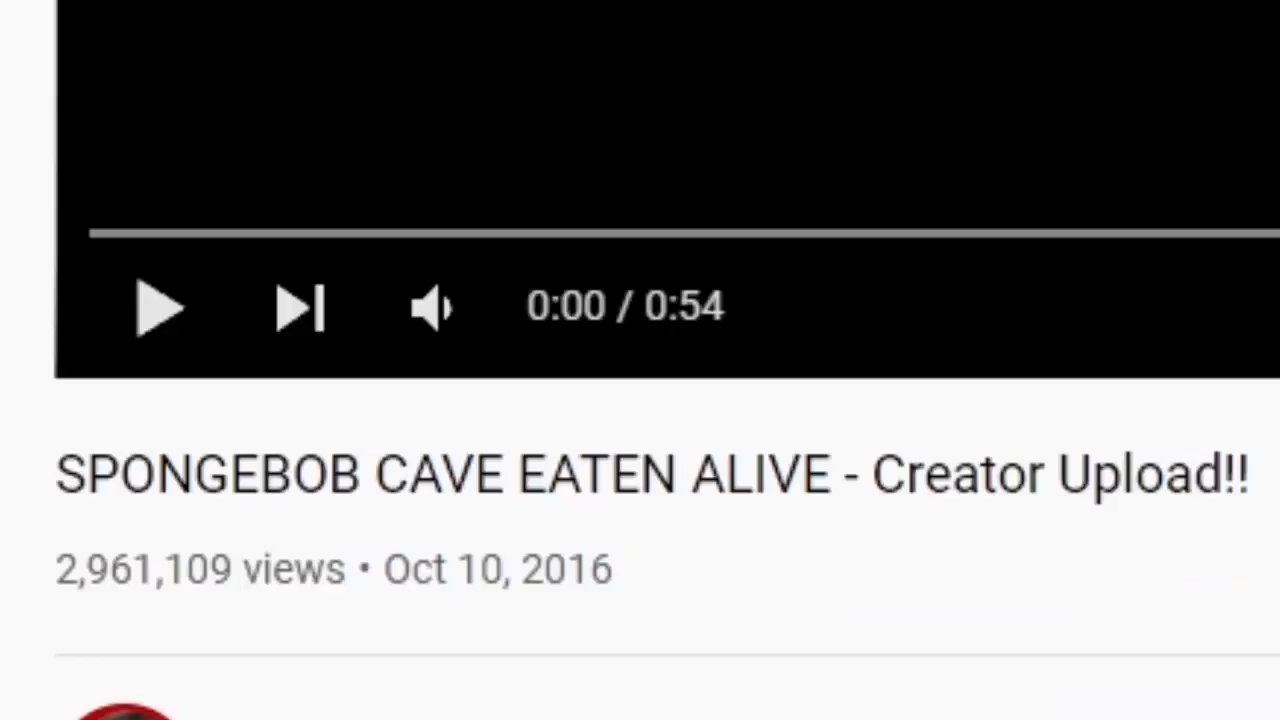 0:00 / 0:54
SPONGEBOB CAVE EATEN ALIVE - Creator Upload!!
2,961,109 views • Oct 10, 2016